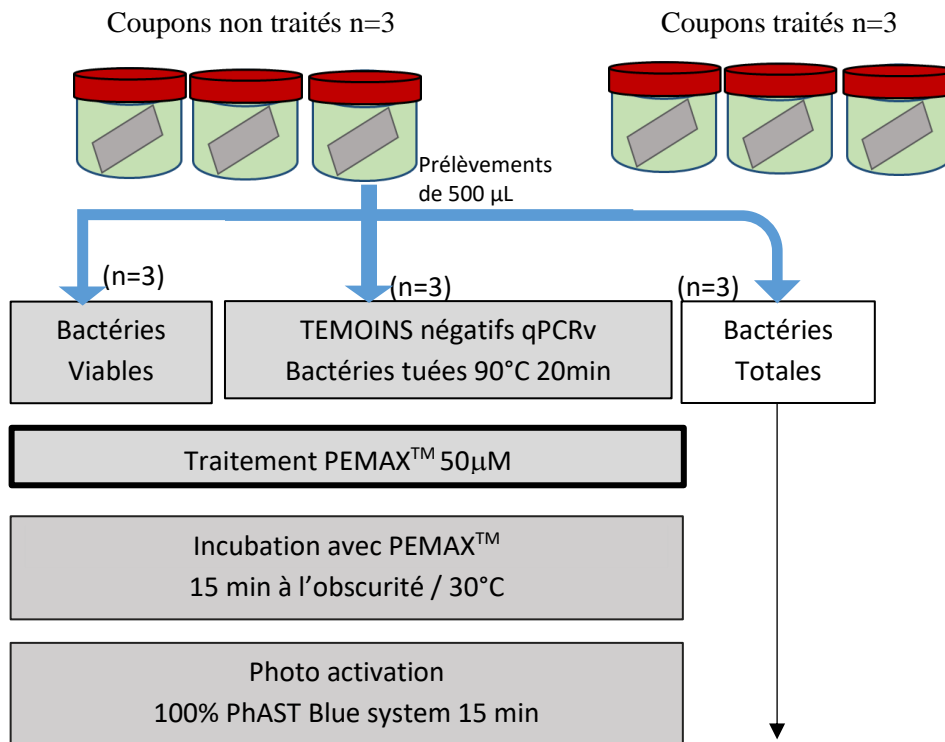 Coupons non traités n=3
Coupons traités n=3
Prélèvements
de 500 µL
(n=3)
(n=3)
(n=3)
Bactéries
Viables
TEMOINS négatifs qPCRv
Bactéries tuées 90°C 20min
Bactéries
Totales
Traitement PEMAX™ 50µM
Incubation avec PEMAX™
15 min à l’obscurité / 30°C
Photo activation
100% PhAST Blue system 15 min